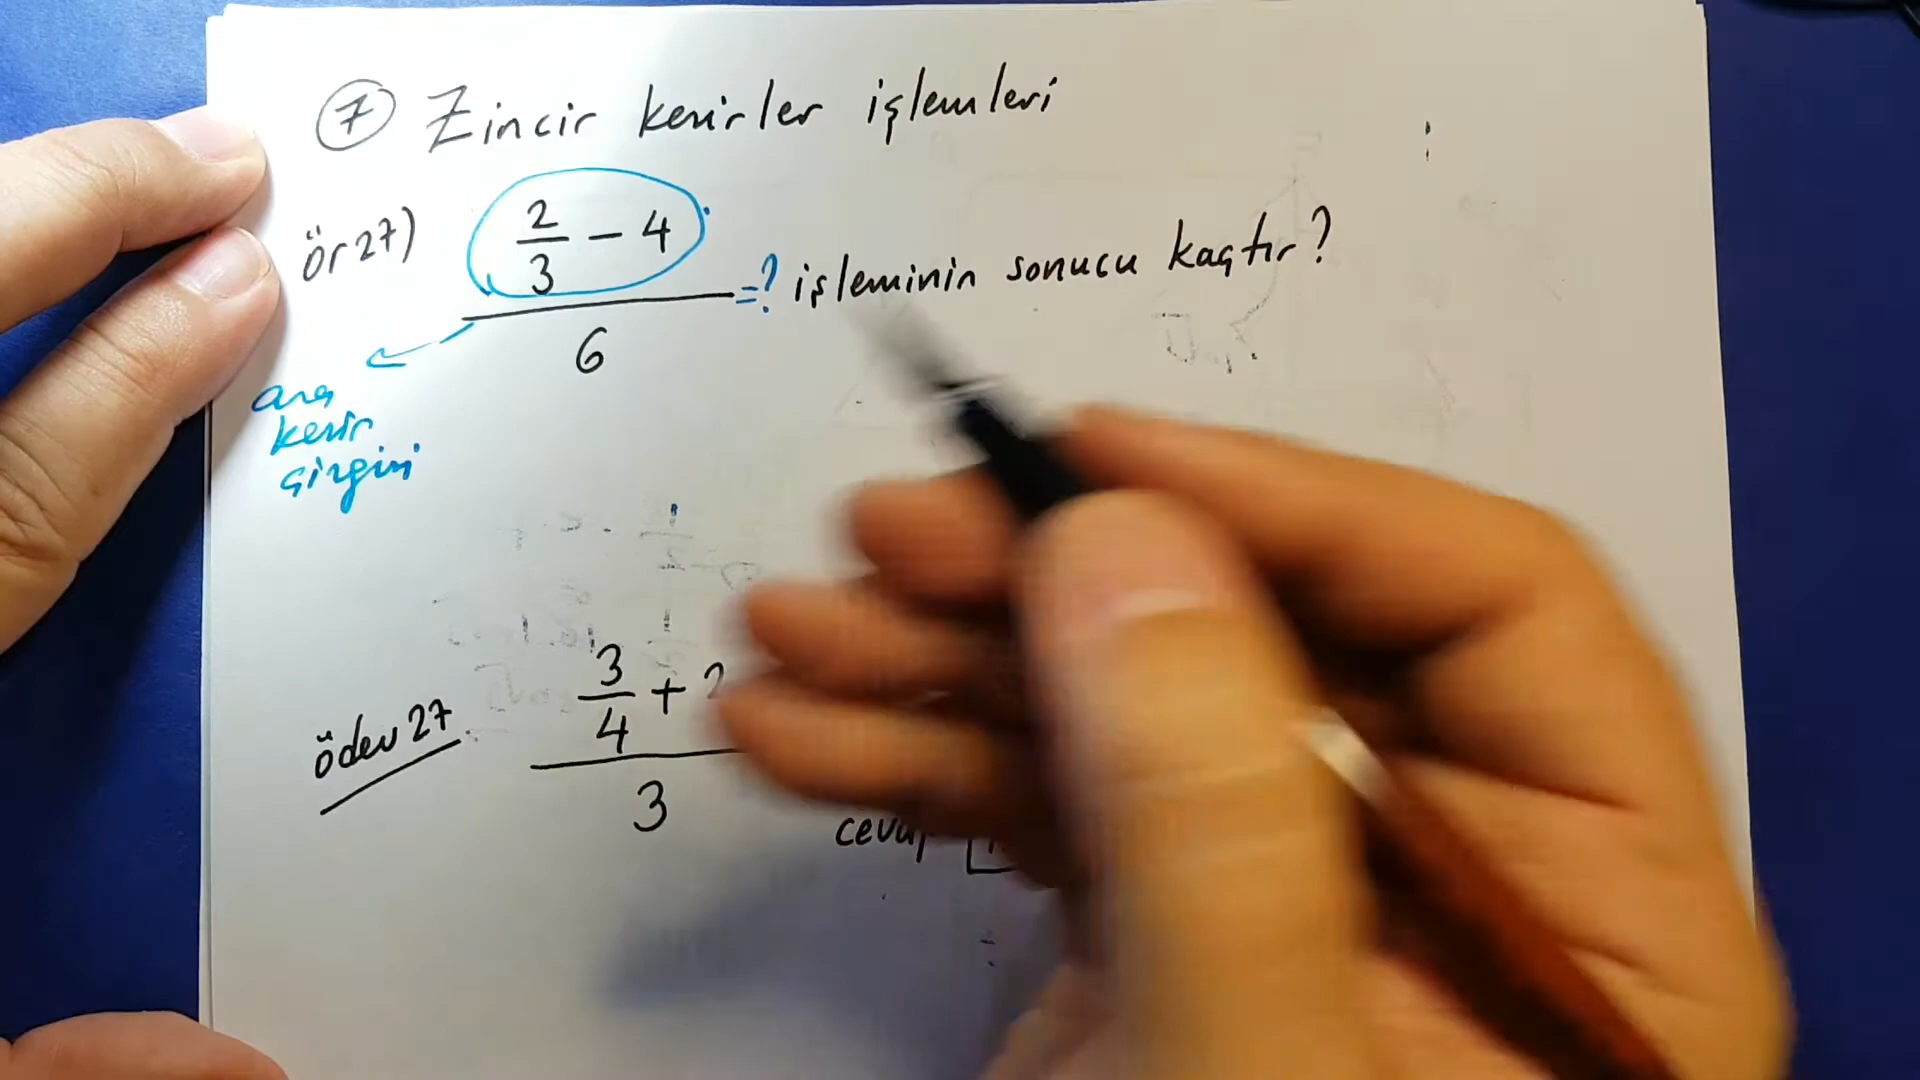 7 Zincir kesirler işlemleri
ör27) 2/3 - 4 / 6 =? işleminin sonucu kaçtır?
ara
kesir
çizgisi
ödev 27 3/4 + 2 / 3